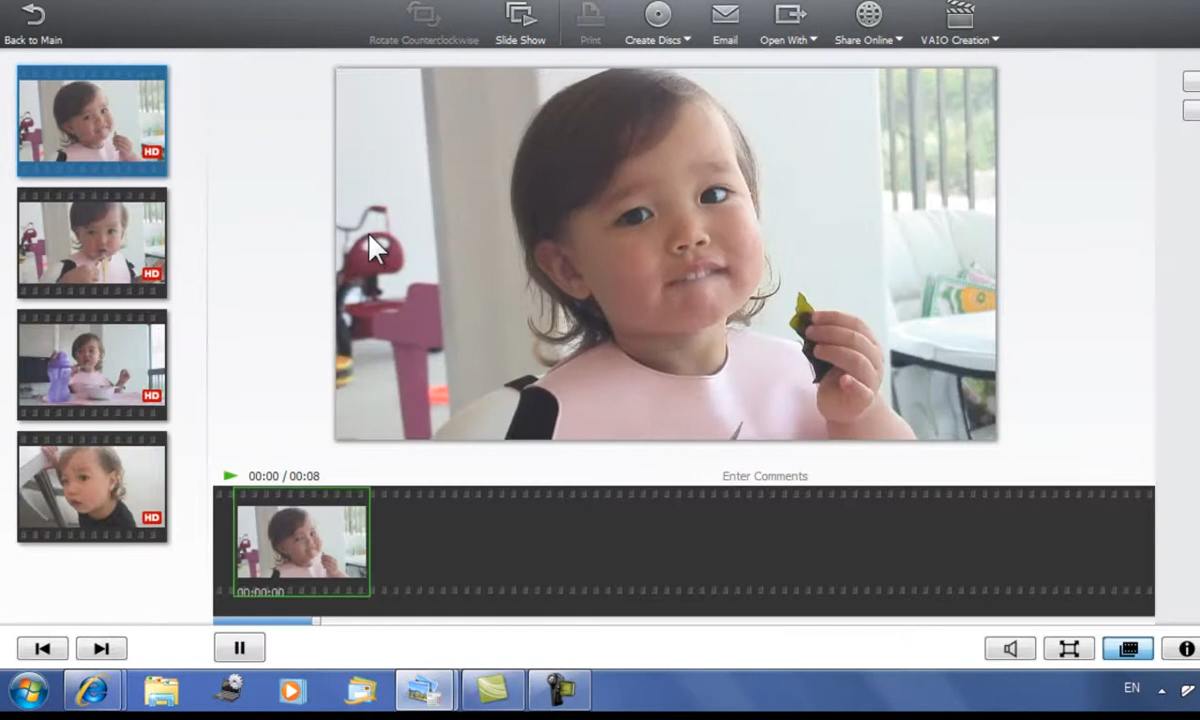 Back to Main
Rotate Counterclockwise
Slide Show
Print
Create Discs
Email
Open With
Share Online
VAIO Creation
HD
HD
HD
HD
00:00 / 00:08
Enter Comments
00:00:00
EN